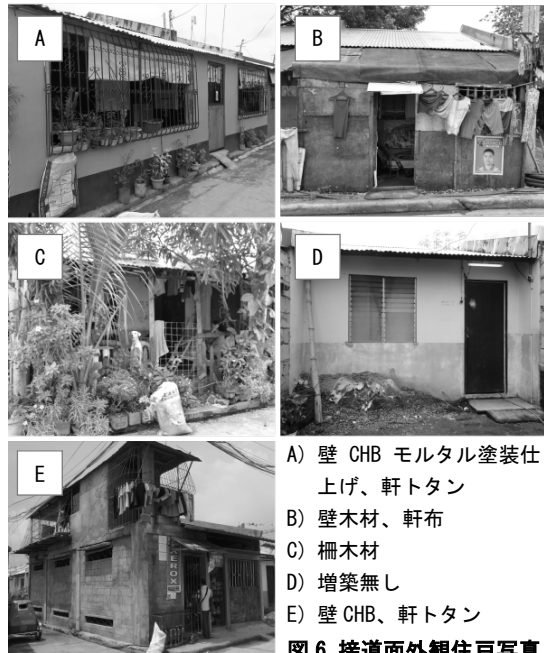 A
B
C
D
E
XEROX
A) 壁 CHB モルタル塗装仕
上げ、軒トタン
B) 壁木材、軒布
C) 柵木材
D) 増築無し
E) 壁 CHB、軒トタン
図6 接道面外観住戸写真